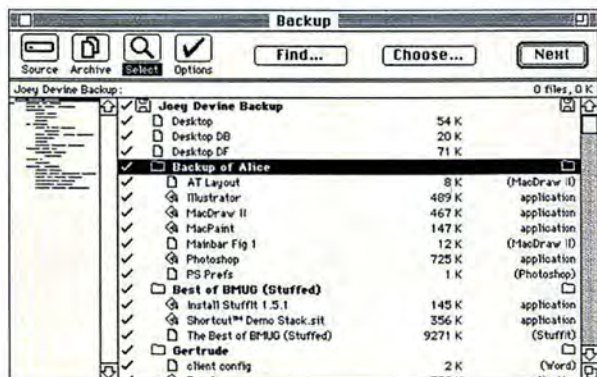 Backup
Source Archive Select Options Find... Choose... Next
Joey Devine Backup: 0 files, 0 K
Joey Devine Backup
Desktop 54 K
Desktop DB 20 K
Desktop DF 71 K
Backup of Alice
AT Layout 8 K (MacDraw II)
Illustrator 489 K application
MacDraw II 467 K application
MacPaint 147 K application
Mainbar Fig 1 12 K (MacDraw II)
Photoshop 725 K application
PS Prefs 1 K (Photoshop)
Best of BMUG (Stuffed)
Install StuffIt 1.5.1 145 K application
Shortcut™ Demo Stack.sit 356 K application
The Best of BMUG (Stuffed) 9271 K (StuffIt)
Gertrude
client config 2 K (Word)